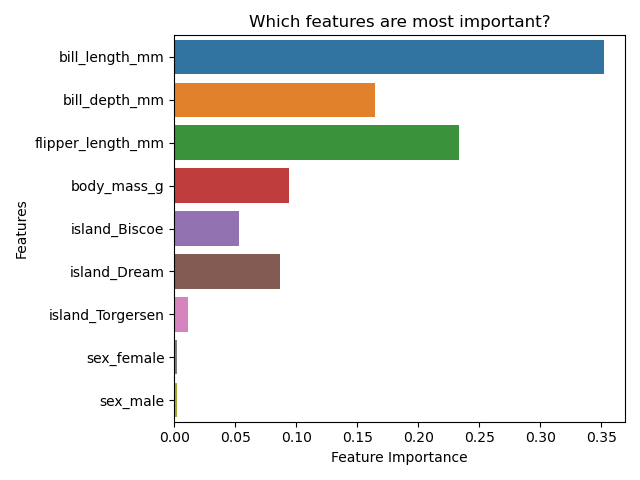 Which features are most important?
bill_length_mm
bill_depth_mm
flipper_length_mm
body_mass_g
island_Biscoe
island_Dream
island_Torgersen
sex_female
sex_male
Features
0.00 0.05 0.10 0.15 0.20 0.25 0.30 0.35
Feature Importance